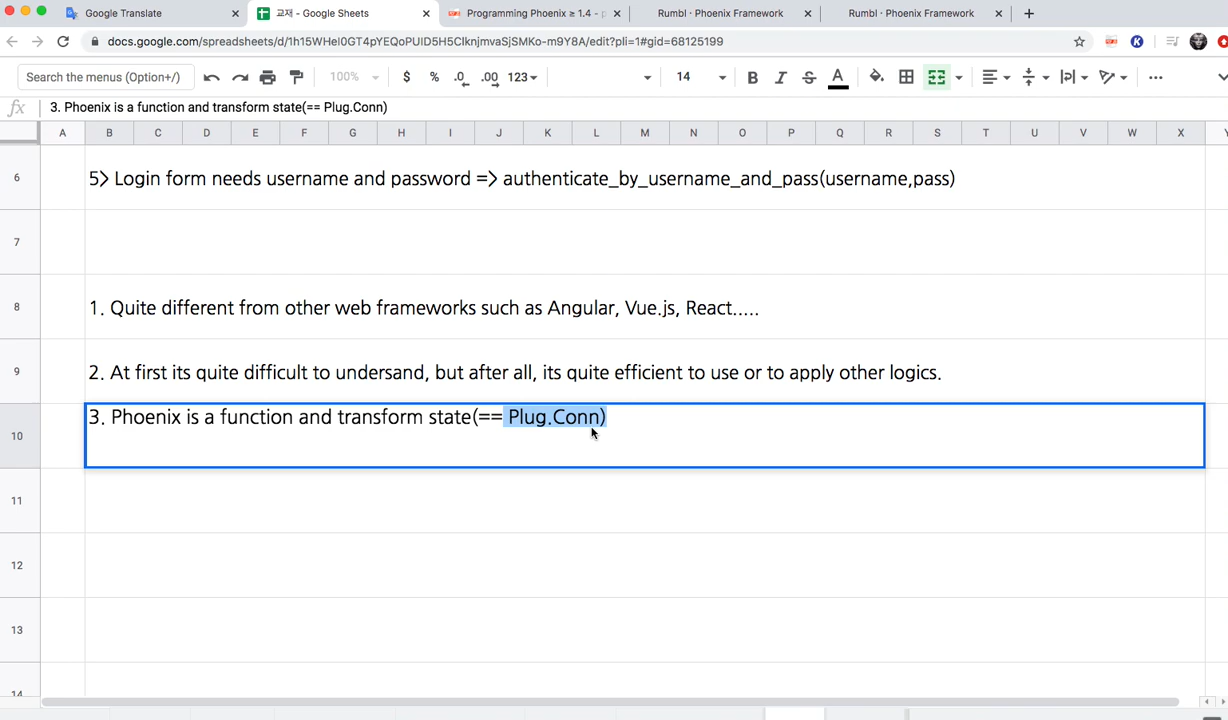 Google Translate
교재 - Google Sheets
Programming Phoenix ≥ 1.4 - p
Rumbl · Phoenix Framework
Rumbl · Phoenix Framework
docs.google.com/spreadsheets/d/1h15WHeI0GT4pYEQoPUID5H5CIknjmvaSjSMKo-m9Y8A/edit?pli=1#gid=68125199
Search the menus (Option+/)
100%
$
%
.0
.00
123
14
B
I
S
A
fx
3. Phoenix is a function and transform state(== Plug.Conn)
A B C D E F G H I J K L M N O P Q R S T U V W X Y
6
5> Login form needs username and password => authenticate_by_username_and_pass(username,pass)
7
8
1. Quite different from other web frameworks such as Angular, Vue.js, React.....
9
2. At first its quite difficult to undersand, but after all, its quite efficient to use or to apply other logics.
10
3. Phoenix is a function and transform state(== Plug.Conn)
11
12
13
14